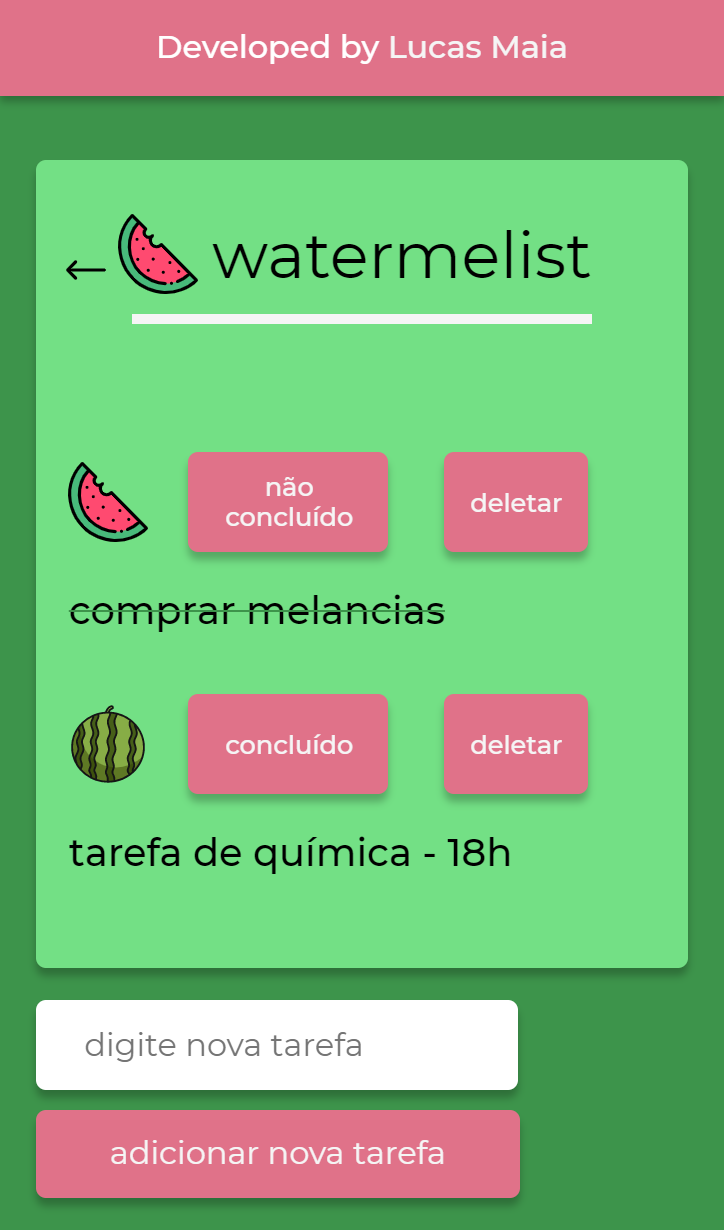 Developed by Lucas Maia
watermelist
não
concluído
deletar
comprar melancias
concluído
deletar
tarefa de química - 18h
digite nova tarefa
adicionar nova tarefa